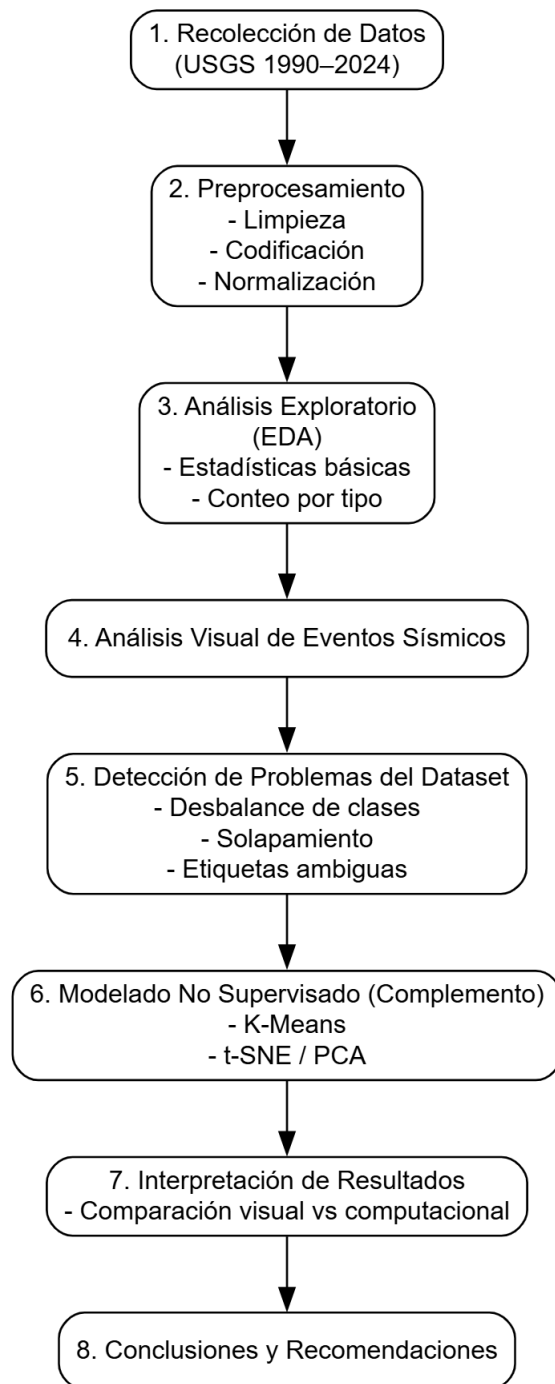 1. Recolección de Datos
(USGS 1990–2024)
2. Preprocesamiento
- Limpieza
- Codificación
- Normalización
3. Análisis Exploratorio
(EDA)
- Estadísticas básicas
- Conteo por tipo
4. Análisis Visual de Eventos Sísmicos
5. Detección de Problemas del Dataset
- Desbalance de clases
- Solapamiento
- Etiquetas ambiguas
6. Modelado No Supervisado (Complemento)
- K-Means
- t-SNE / PCA
7. Interpretación de Resultados
- Comparación visual vs computacional
8. Conclusiones y Recomendaciones